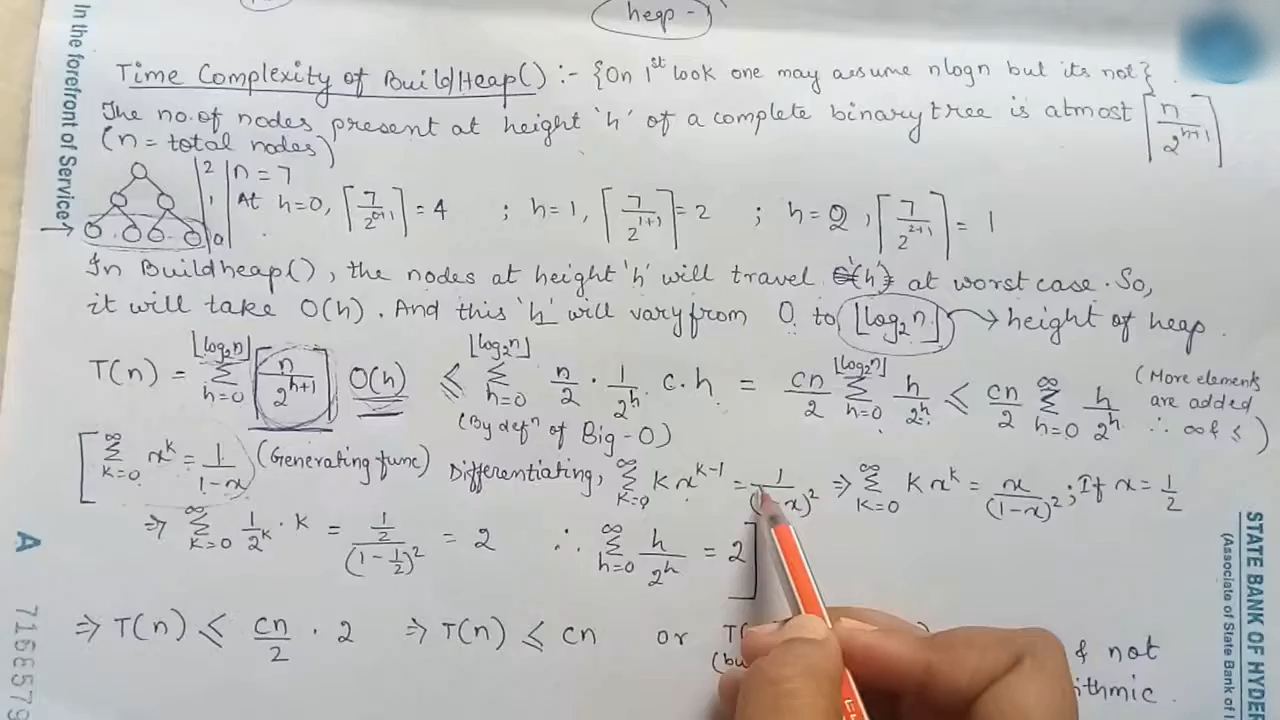 heap - 1
Time Complexity of BuildHeap() :- {On 1st look one may assume nlogn but its not}
The no. of nodes present at height 'h' of a complete binary tree is atmost ⌈n/2^(h+1)⌉
(n = total nodes)
2 | n = 7
1 | At h=0, ⌈7/2^(0+1)⌉ = 4 ; h=1, ⌈7/2^(1+1)⌉ = 2 ; h=2, ⌈7/2^(2+1)⌉ = 1
0
In Buildheap(), the nodes at height 'h' will travel 'h' at worst case. So,
it will take O(h). And this 'h' will vary from 0 to ⌊log₂n⌋ → height of heap.
T(n) = Σ_{h=0}^{⌊log₂n⌋} ⌈n/2^(h+1)⌉ O(h) ≤ Σ_{h=0}^{⌊log₂n⌋} n/2 · 1/2^h c·h = cn/2 Σ_{h=0}^{⌊log₂n⌋} h/2^h ≤ cn/2 Σ_{h=0}^{∞} h/2^h (More elements are added ∴ ∞ & ≤)
(By defⁿ of Big-O)
[Σ_{k=0}^{∞} x^k = 1/(1-x) (Generating func) Differentiating, Σ_{k=0}^{∞} kx^(k-1) = 1/(1-x)² ⇒ Σ_{k=0}^{∞} kx^k = x/(1-x)² ; If x = 1/2
⇒ Σ_{k=0}^{∞} 1/2^k · k = (1/2)/(1-1/2)² = 2 ∴ Σ_{h=0}^{∞} h/2^h = 2]
⇒ T(n) ≤ cn/2 · 2 ⇒ T(n) ≤ cn or T( & not
(bu ithmic.
In the forefront of Service
A 7168579
STATE BANK OF HYDER
(Associate of State Bank of I